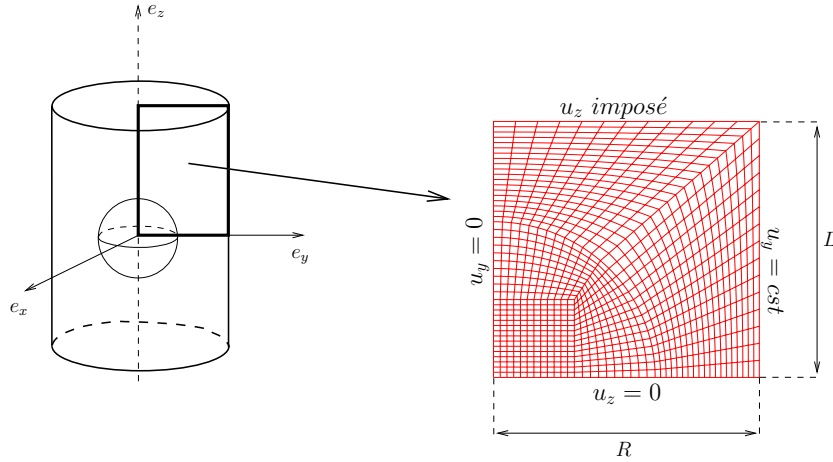 e_z
e_y
e_x
u_z imposé
u_y = 0
u_y = cst
L
u_z = 0
R